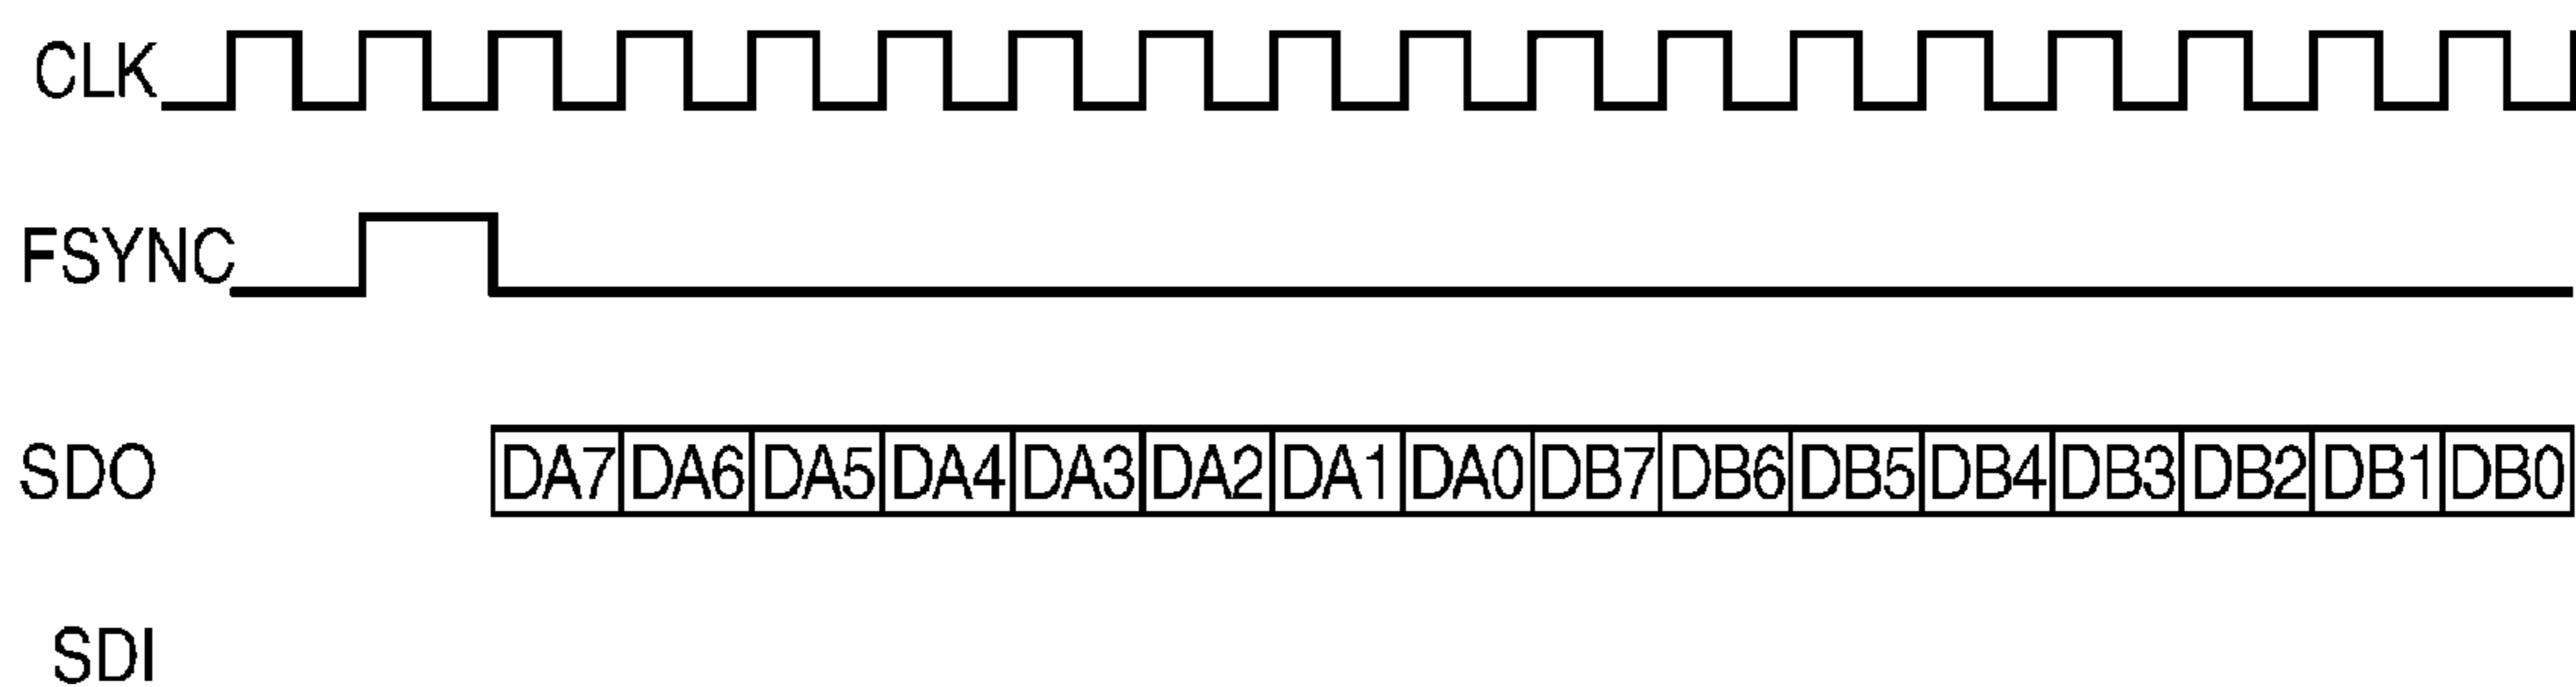 CLK
FSYNC
SDO DA7 DA6 DA5 DA4 DA3 DA2 DA1 DA0 DB7 DB6 DB5 DB4 DB3 DB2 DB1 DB0
SDI